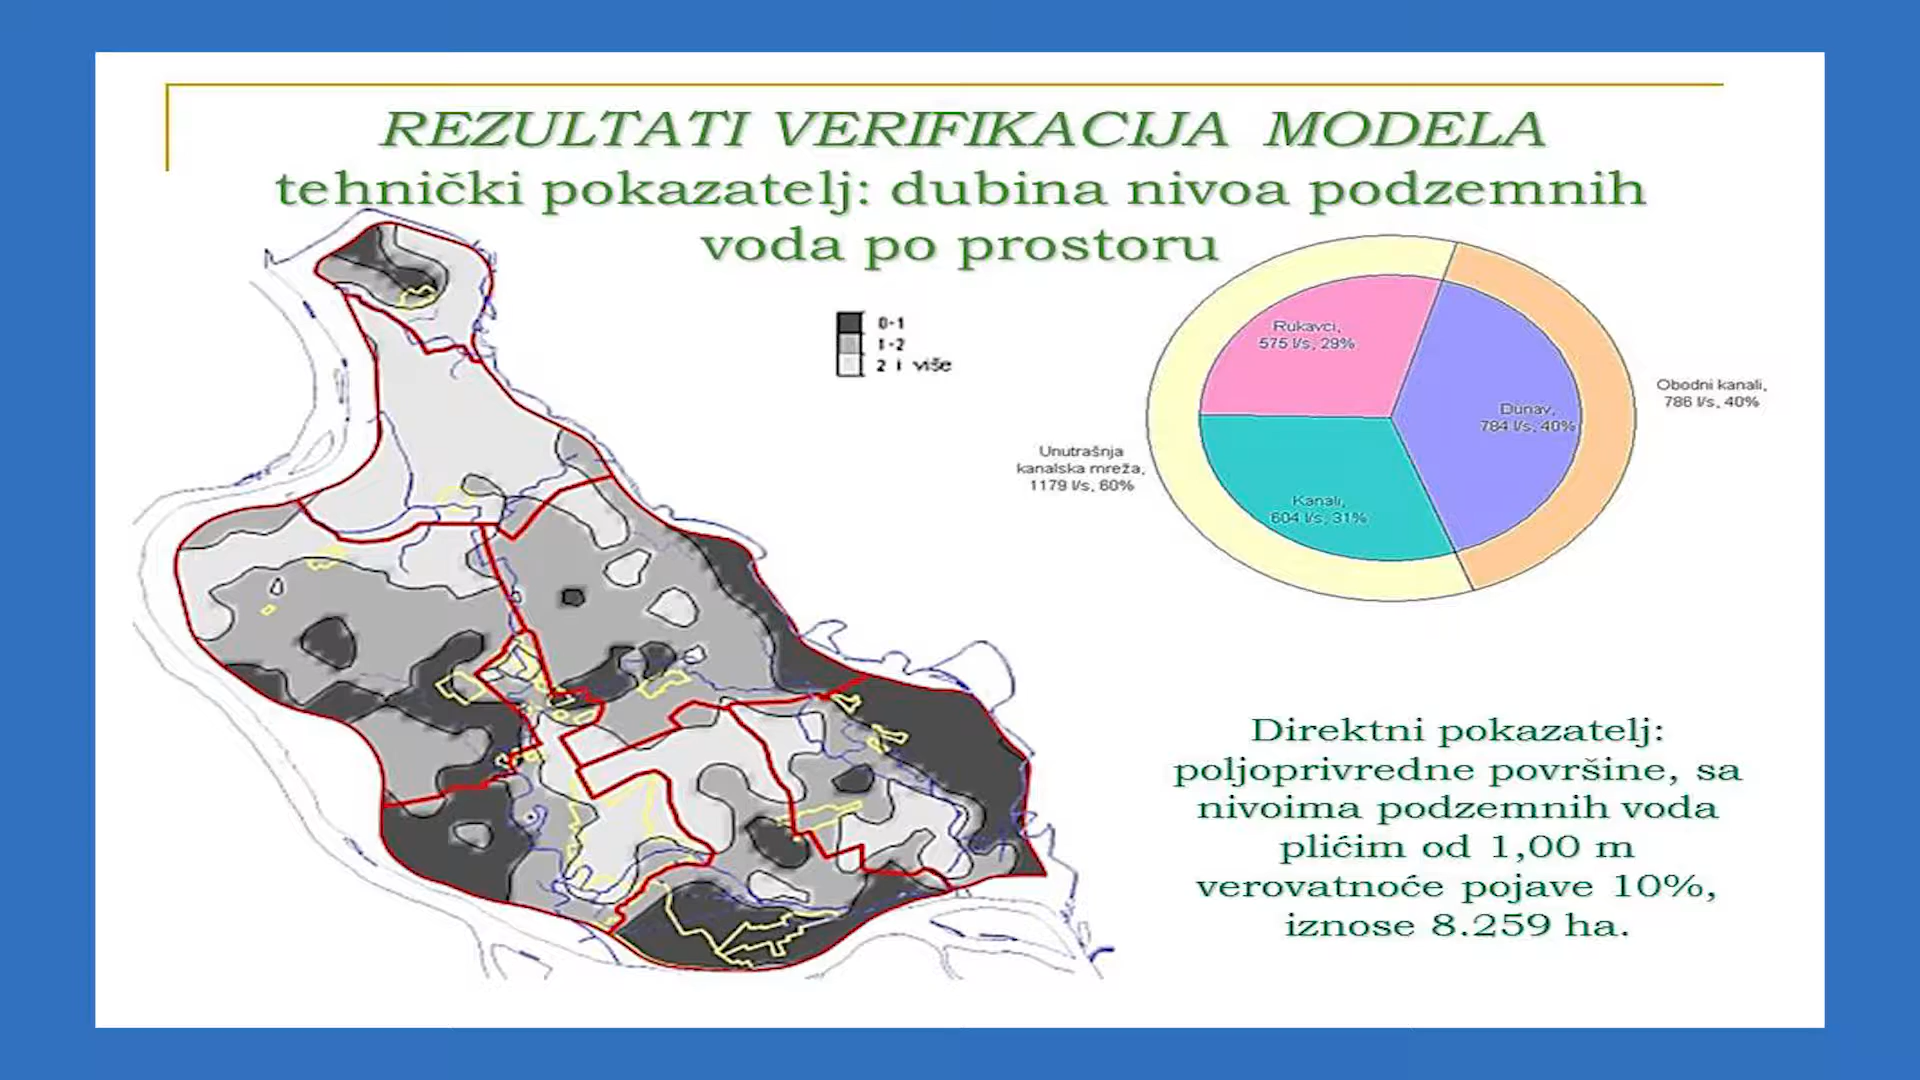 REZULTATI VERIFIKACIJA MODELA
tehnički pokazatelj: dubina nivoa podzemnih
voda po prostoru
0-1
1-2
2 i više
Rukavci,
575 l/s, 29%
Obodni kanali,
786 l/s, 40%
Dunav,
784 l/s, 40%
Unutrašnja
kanalska mreža,
1179 l/s, 60%
Kanali,
604 l/s, 31%
Direktni pokazatelj:
poljoprivredne površine, sa
nivoima podzemnih voda
plićim od 1,00 m
verovatnoće pojave 10%,
iznose 8.259 ha.